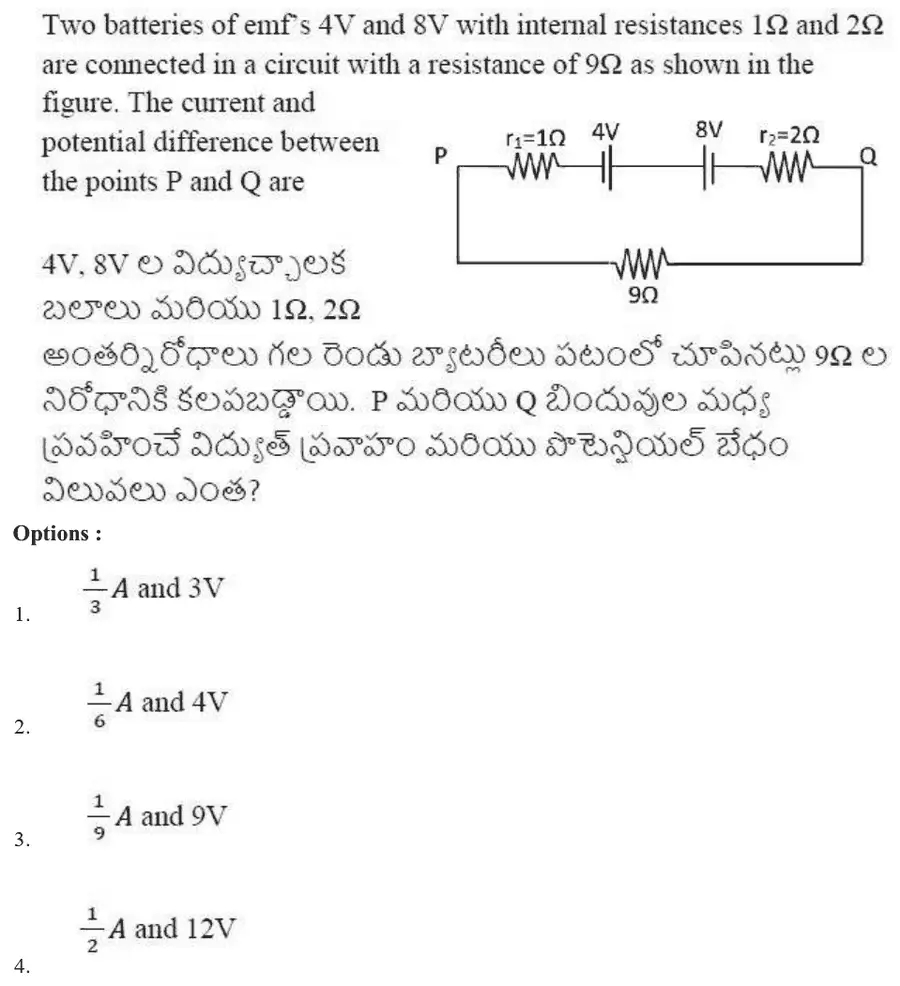 Two batteries of emf's 4V and 8V with internal resistances 1Ω and 2Ω
are connected in a circuit with a resistance of 9Ω as shown in the
figure. The current and
potential difference between
the points P and Q are
P
r₁=1Ω
4V
8V
r₂=2Ω
Q
9Ω
4V, 8V ల విద్యుచ్చాలక
బలాలు మరియు 1Ω, 2Ω
అంతర్నిరోధాలు గల రెండు బ్యాటరీలు పటంలో చూపినట్లు 9Ω ల
నిరోధానికి కలపబడ్డాయి. P మరియు Q బిందువుల మధ్య
ప్రవహించే విద్యుత్ ప్రవాహం మరియు పొటెన్షియల్ బేధం
విలువలు ఎంత?
Options :
1. 1/3 A and 3V
2. 1/6 A and 4V
3. 1/9 A and 9V
4. 1/2 A and 12V